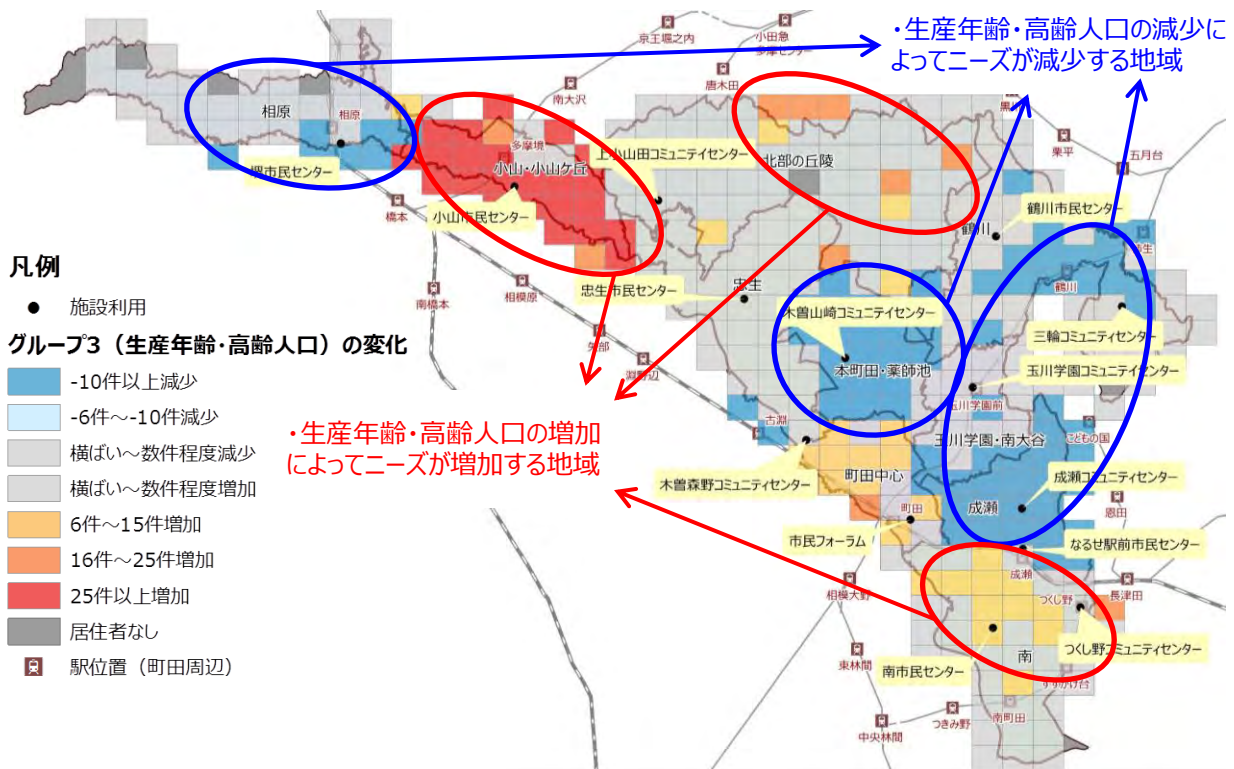 ・生産年齢・高齢人口の減少に
よってニーズが減少する地域
京王堀之内
小田急
多摩センター
唐木田
南大沢
黒川
栗平
五月台
相原
相原
多摩境
上小山田コミュニテイセンター
北部の丘陵
堺市民センター
小山・小山ケ丘
橋本
小山市民センター
鶴川市民センター
鶴川
鶴川
南橋本
相模原
忠生市民センター
忠生
木曽山崎コミュニテイセンター
三輪コミュニティセンター
矢部
本町田・薬師池
玉川学園コミュニティセンター
淵野辺
玉川学園前
古淵
玉川学園・南大谷
こどもの国
木曽森野コミュニティセンター
町田中心
成瀬コミュニティセンター
成瀬
恩田
町田
市民フォーラム
なるせ駅前市民センター
成瀬
相模大野
つくし野
長津田
東林間
南市民センター
南
つくし野コミュニティセンター
すずかけ台
つきみ野
南町田
中央林間
・生産年齢・高齢人口の増加
によってニーズが増加する地域
凡例
施設利用
グループ3（生産年齢・高齢人口）の変化
-10件以上減少
-6件～-10件減少
横ばい～数件程度減少
横ばい～数件程度増加
6件～15件増加
16件～25件増加
25件以上増加
居住者なし
駅位置（町田周辺）